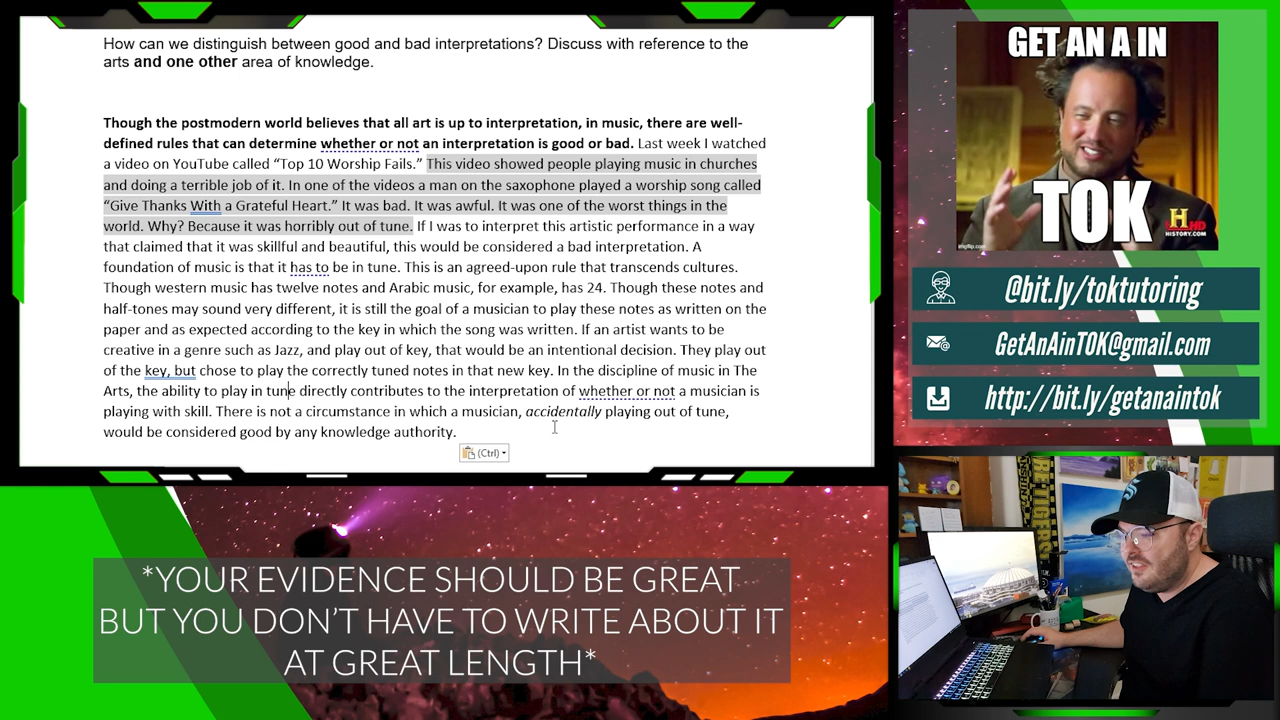 How can we distinguish between good and bad interpretations? Discuss with reference to the
arts and one other area of knowledge.
Though the postmodern world believes that all art is up to interpretation, in music, there are well-
defined rules that can determine whether or not an interpretation is good or bad. Last week I watched
a video on YouTube called “Top 10 Worship Fails.” This video showed people playing music in churches
and doing a terrible job of it. In one of the videos a man on the saxophone played a worship song called
“Give Thanks With a Grateful Heart.” It was bad. It was awful. It was one of the worst things in the
world. Why? Because it was horribly out of tune. If I was to interpret this artistic performance in a way
that claimed that it was skillful and beautiful, this would be considered a bad interpretation. A
foundation of music is that it has to be in tune. This is an agreed-upon rule that transcends cultures.
Though western music has twelve notes and Arabic music, for example, has 24. Though these notes and
half-tones may sound very different, it is still the goal of a musician to play these notes as written on the
paper and as expected according to the key in which the song was written. If an artist wants to be
creative in a genre such as Jazz, and play out of key, that would be an intentional decision. They play out
of the key, but chose to play the correctly tuned notes in that new key. In the discipline of music in The
Arts, the ability to play in tune directly contributes to the interpretation of whether or not a musician is
playing with skill. There is not a circumstance in which a musician, accidentally playing out of tune,
would be considered good by any knowledge authority.
(Ctrl)
*YOUR EVIDENCE SHOULD BE GREAT
BUT YOU DON’T HAVE TO WRITE ABOUT IT
AT GREAT LENGTH*
GET AN A IN
TOK
H
HD
HISTORY.COM
imgflip.com
@bit.ly/toktutoring
GetAnAinTOK@gmail.com
http://bit.ly/getanaintok